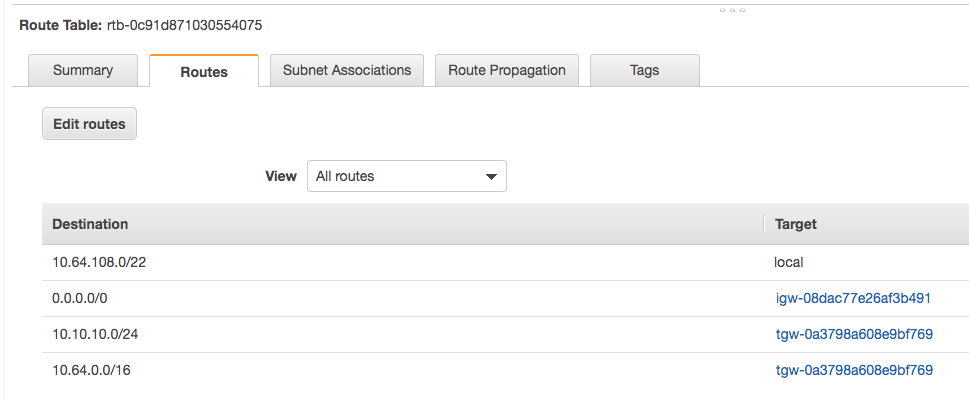 Route Table: rtb-0c91d871030554075
Summary Routes Subnet Associations Route Propagation Tags
Edit routes
View All routes
Destination Target
10.64.108.0/22 local
0.0.0.0/0 igw-08dac77e26af3b491
10.10.10.0/24 tgw-0a3798a608e9bf769
10.64.0.0/16 tgw-0a3798a608e9bf769